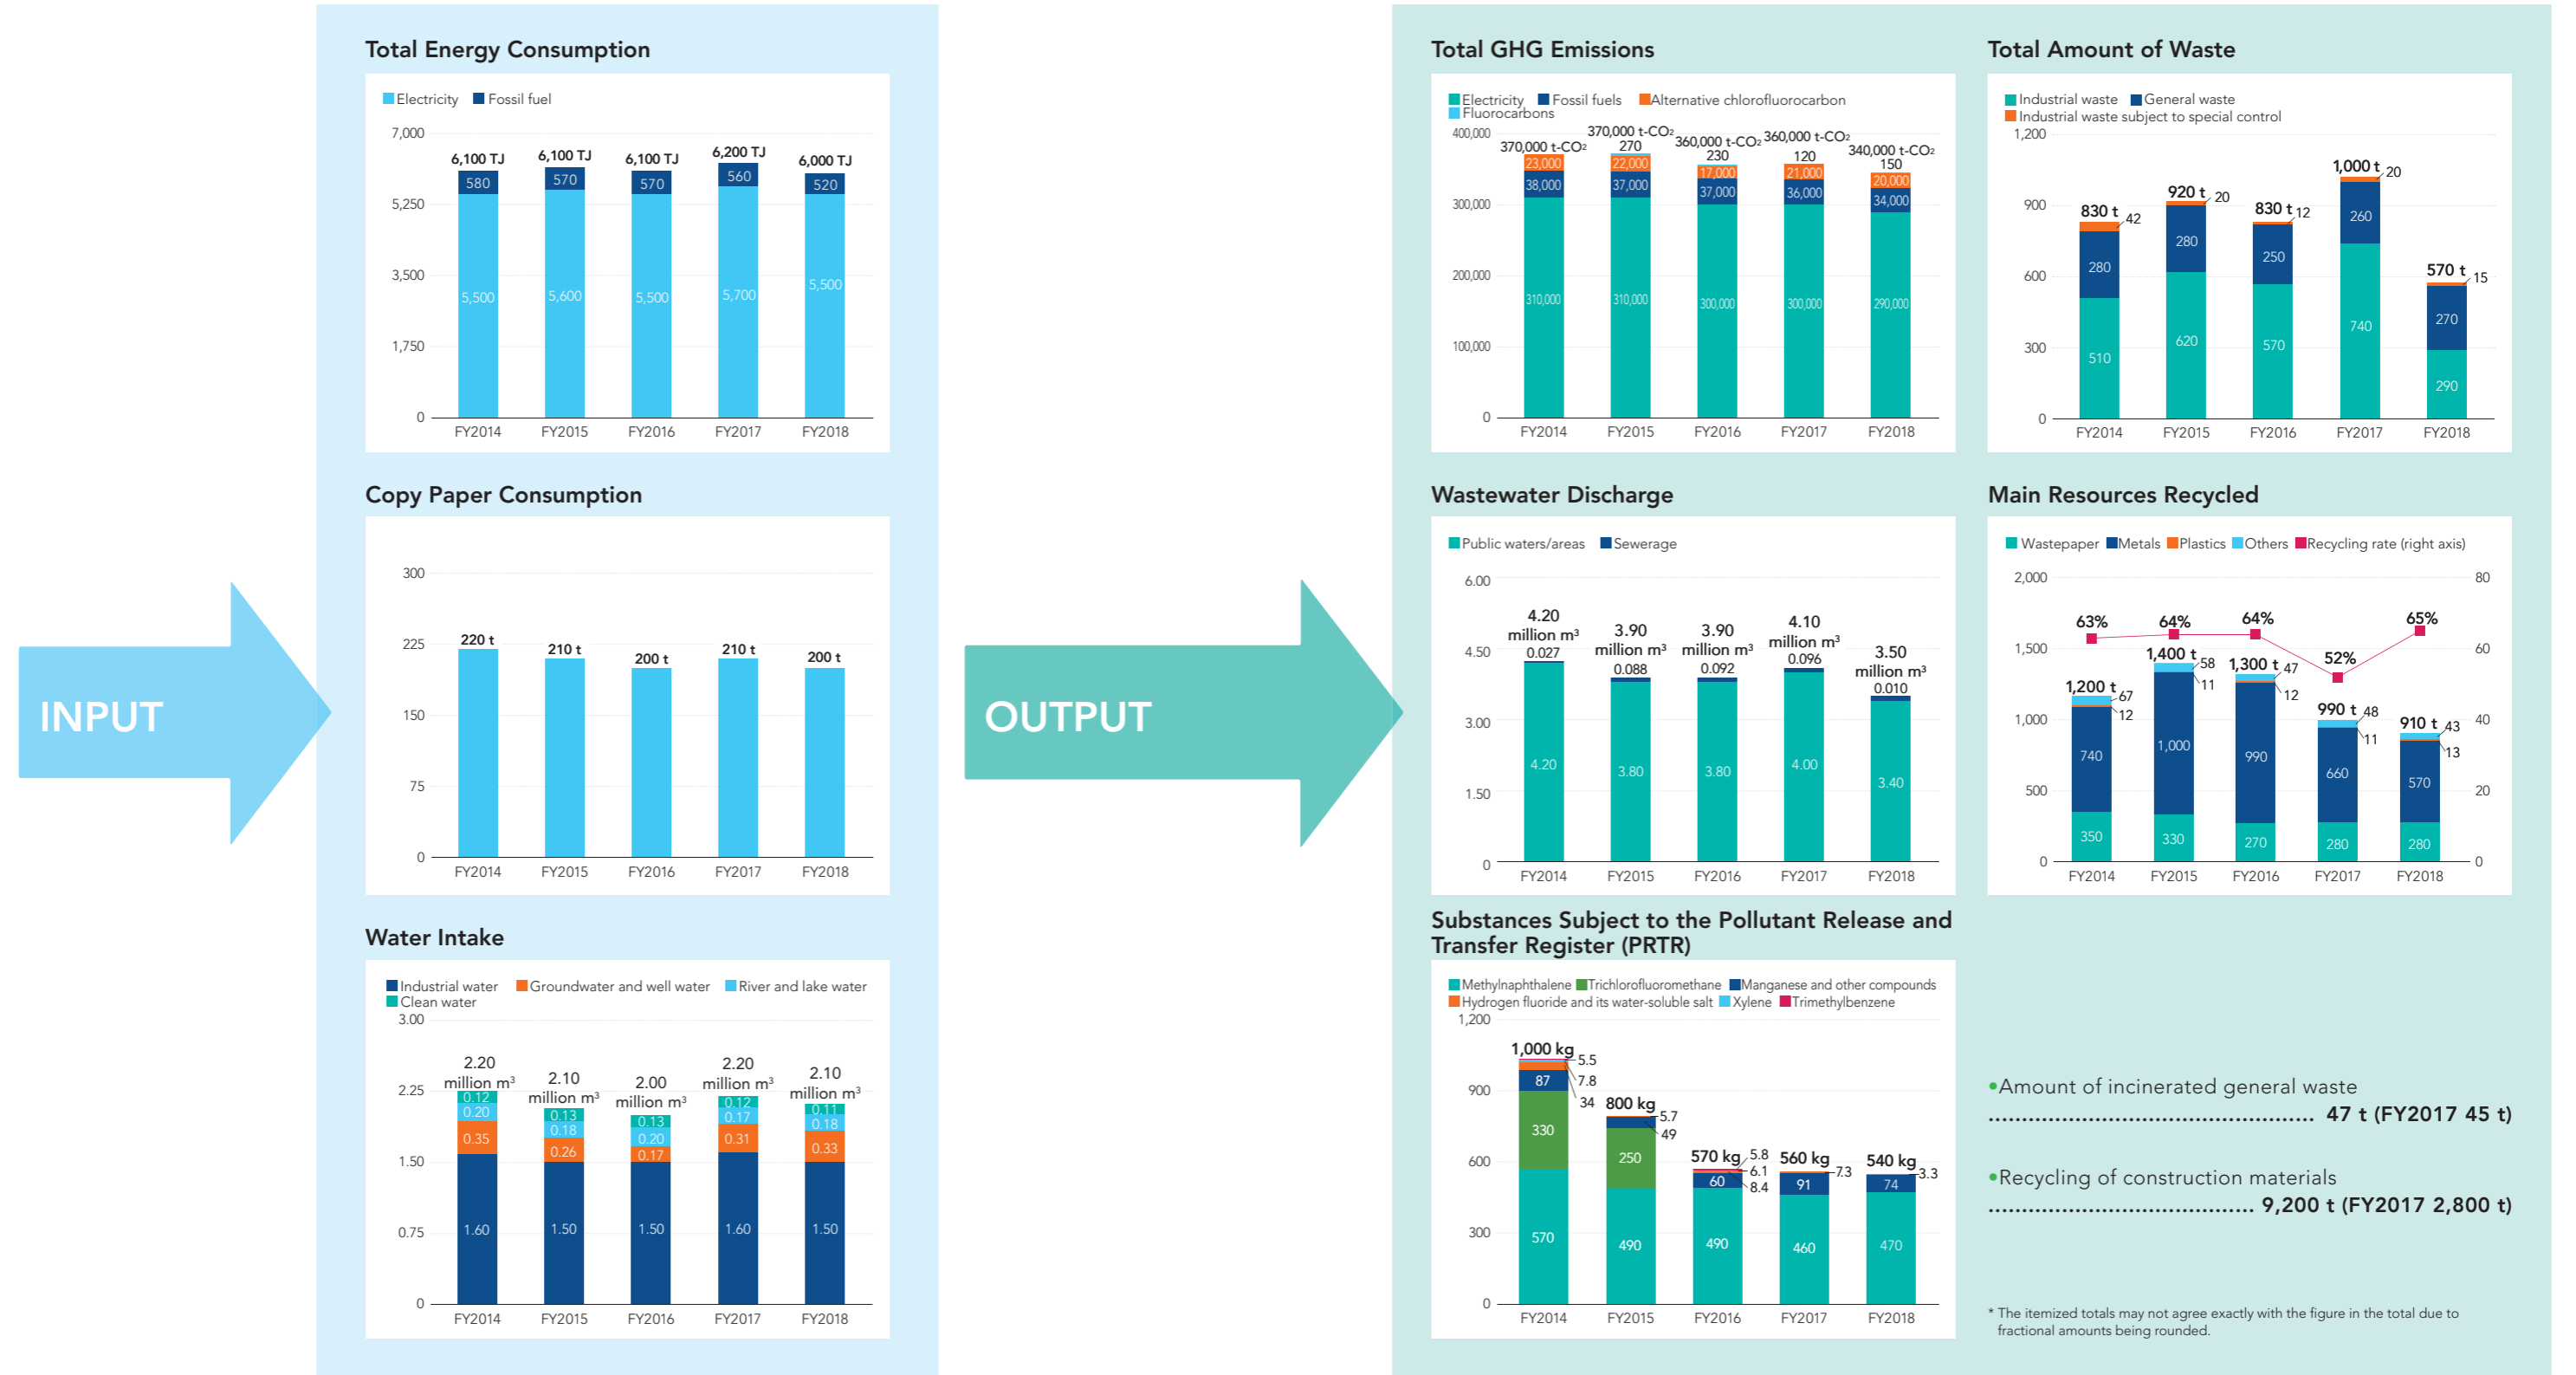 INPUT
Total Energy Consumption
Electricity Fossil fuel
7,000
5,250
3,500
1,750
0
6,100 TJ 6,100 TJ 6,100 TJ 6,200 TJ 6,000 TJ
580 570 570 560 520
5,500 5,600 5,500 5,700 5,500
FY2014 FY2015 FY2016 FY2017 FY2018
Copy Paper Consumption
300
225
150
75
0
220 t 210 t 200 t 210 t 200 t
FY2014 FY2015 FY2016 FY2017 FY2018
Water Intake
Industrial water Groundwater and well water River and lake water
Clean water
3.00
2.25
1.50
0.75
0
2.20 million m³ 2.10 million m³ 2.00 million m³ 2.20 million m³ 2.10 million m³
0.12 0.13 0.13 0.12 0.11
0.20 0.18 0.20 0.17 0.18
0.35 0.26 0.17 0.31 0.33
1.60 1.50 1.50 1.60 1.50
FY2014 FY2015 FY2016 FY2017 FY2018
OUTPUT
Total GHG Emissions
Electricity Fossil fuels Alternative chlorofluorocarbon
Fluorocarbons
400,000
300,000
200,000
100,000
0
370,000 t-CO₂ 370,000 t-CO₂ 360,000 t-CO₂ 360,000 t-CO₂ 340,000 t-CO₂
270 230 120 150
23,000 22,000 17,000 21,000 20,000
38,000 37,000 37,000 36,000 34,000
310,000 310,000 300,000 300,000 290,000
FY2014 FY2015 FY2016 FY2017 FY2018
Total Amount of Waste
Industrial waste General waste
Industrial waste subject to special control
1,200
900
600
300
0
830 t 920 t 830 t 1,000 t 570 t
42 20 12 20 15
280 280 250 260 270
510 620 570 740 290
FY2014 FY2015 FY2016 FY2017 FY2018
Wastewater Discharge
Public waters/areas Sewerage
6.00
4.50
3.00
1.50
0
4.20 million m³ 3.90 million m³ 3.90 million m³ 4.10 million m³ 3.50 million m³
0.027 0.088 0.092 0.096 0.010
4.20 3.80 3.80 4.00 3.40
FY2014 FY2015 FY2016 FY2017 FY2018
Main Resources Recycled
Wastepaper Metals Plastics Others Recycling rate (right axis)
2,000 80
1,500 60
1,000 40
500 20
0 0
63% 64% 64% 52% 65%
1,200 t 1,400 t 1,300 t 990 t 910 t
67 58 47 48 43
12 11 12 11 13
740 1,000 990 660 570
350 330 270 280 280
FY2014 FY2015 FY2016 FY2017 FY2018
Substances Subject to the Pollutant Release and
Transfer Register (PRTR)
Methylnaphthalene Trichlorofluoromethane Manganese and other compounds
Hydrogen fluoride and its water-soluble salt Xylene Trimethylbenzene
1,200
900
600
300
0
1,000 kg 800 kg 570 kg 560 kg 540 kg
5.5 5.8
7.8 6.1
34 5.7 8.4 7.3 3.3
87 49 60 91 74
330 250
570 490 490 460 470
FY2014 FY2015 FY2016 FY2017 FY2018
•Amount of incinerated general waste
....................................... 47 t (FY2017 45 t)
•Recycling of construction materials
................................ 9,200 t (FY2017 2,800 t)
* The itemized totals may not agree exactly with the figure in the total due to
fractional amounts being rounded.